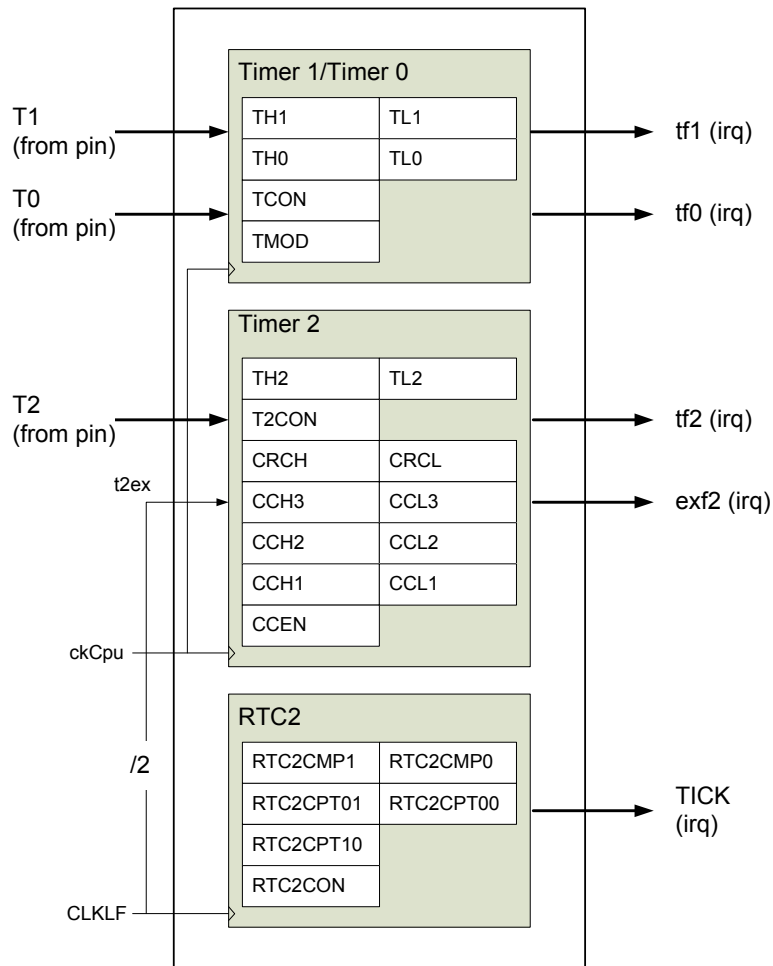 Timer 1/Timer 0
T1
(from pin)
TH1 TL1
tf1 (irq)
TH0 TL0
T0
(from pin)
TCON
tf0 (irq)
TMOD
Timer 2
TH2 TL2
T2
(from pin)
T2CON
tf2 (irq)
CRCH CRCL
t2ex
CCH3 CCL3
exf2 (irq)
CCH2 CCL2
CCH1 CCL1
CCEN
ckCpu
RTC2
/2
RTC2CMP1 RTC2CMP0
RTC2CPT01 RTC2CPT00
TICK
(irq)
RTC2CPT10
RTC2CON
CLKLF